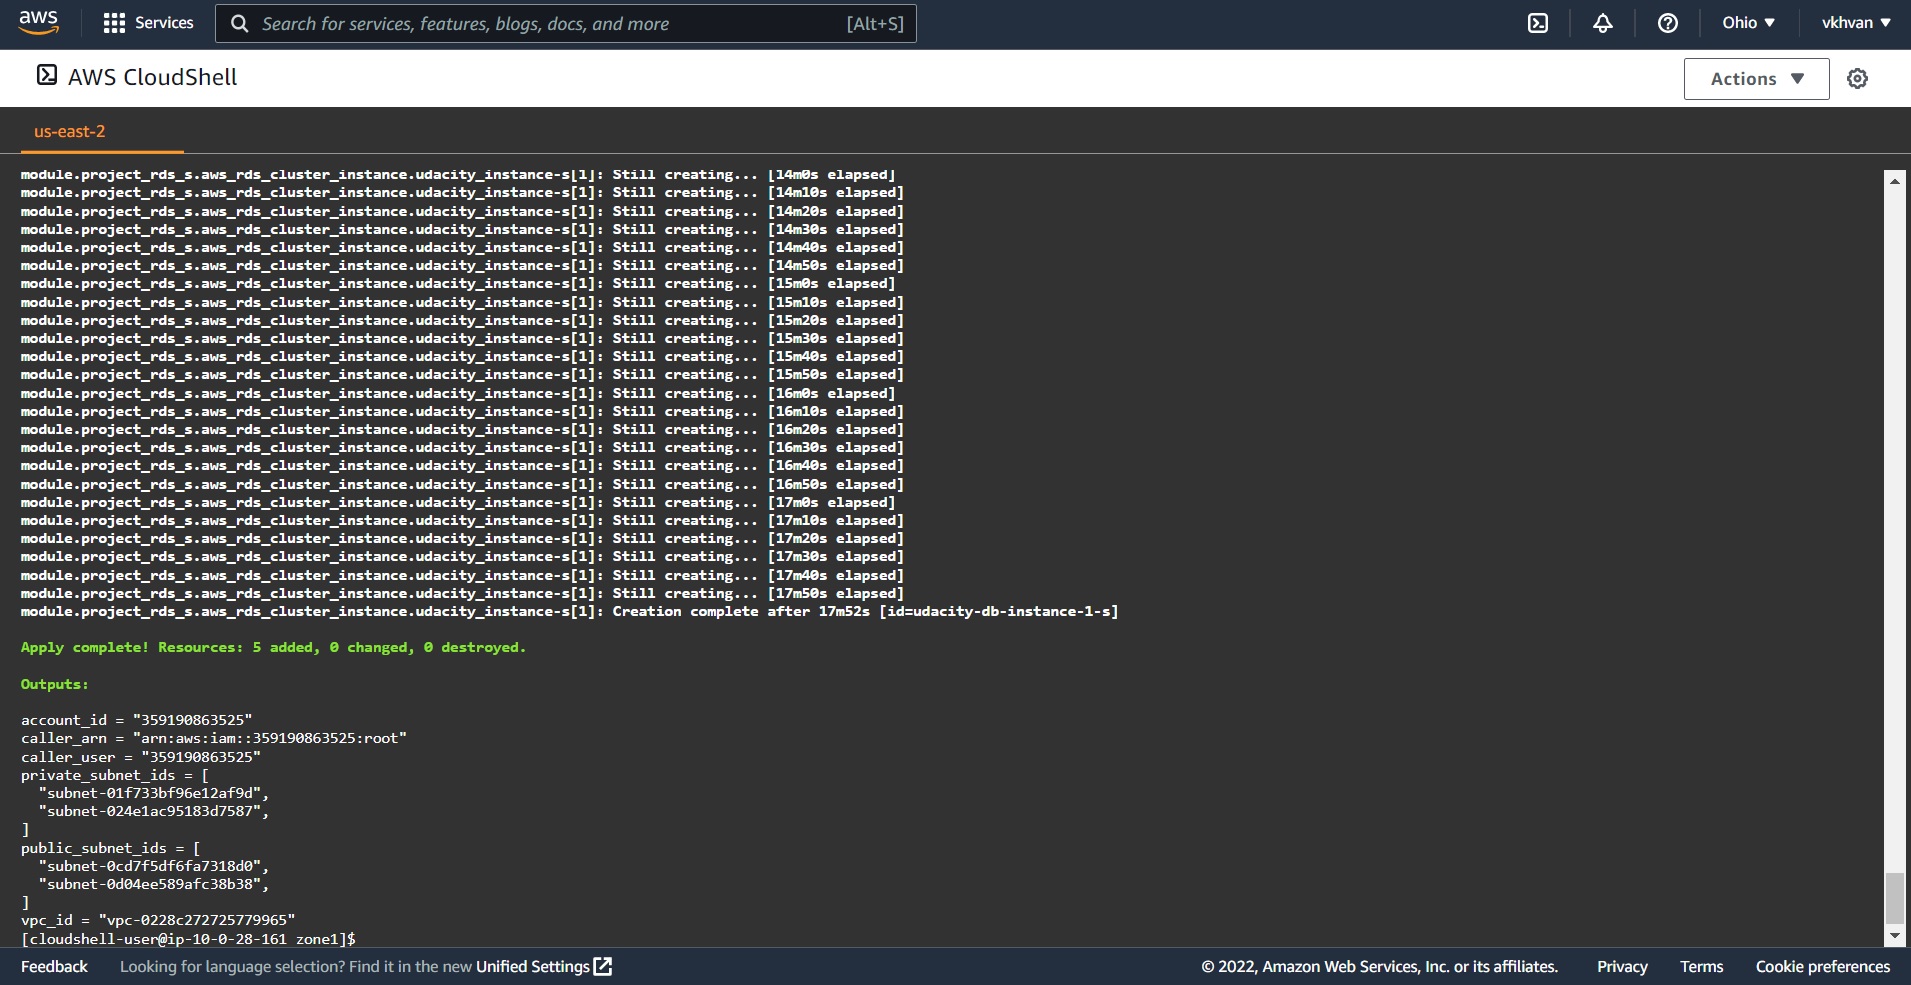 aws
Services
Search for services, features, blogs, docs, and more
[Alt+S]
Ohio ▼
vkhvan ▼
AWS CloudShell
Actions ▼
us-east-2
module.project_rds_s.aws_rds_cluster_instance.udacity_instance-s[1]: Still creating... [14m0s elapsed]
module.project_rds_s.aws_rds_cluster_instance.udacity_instance-s[1]: Still creating... [14m10s elapsed]
module.project_rds_s.aws_rds_cluster_instance.udacity_instance-s[1]: Still creating... [14m20s elapsed]
module.project_rds_s.aws_rds_cluster_instance.udacity_instance-s[1]: Still creating... [14m30s elapsed]
module.project_rds_s.aws_rds_cluster_instance.udacity_instance-s[1]: Still creating... [14m40s elapsed]
module.project_rds_s.aws_rds_cluster_instance.udacity_instance-s[1]: Still creating... [14m50s elapsed]
module.project_rds_s.aws_rds_cluster_instance.udacity_instance-s[1]: Still creating... [15m0s elapsed]
module.project_rds_s.aws_rds_cluster_instance.udacity_instance-s[1]: Still creating... [15m10s elapsed]
module.project_rds_s.aws_rds_cluster_instance.udacity_instance-s[1]: Still creating... [15m20s elapsed]
module.project_rds_s.aws_rds_cluster_instance.udacity_instance-s[1]: Still creating... [15m30s elapsed]
module.project_rds_s.aws_rds_cluster_instance.udacity_instance-s[1]: Still creating... [15m40s elapsed]
module.project_rds_s.aws_rds_cluster_instance.udacity_instance-s[1]: Still creating... [15m50s elapsed]
module.project_rds_s.aws_rds_cluster_instance.udacity_instance-s[1]: Still creating... [16m0s elapsed]
module.project_rds_s.aws_rds_cluster_instance.udacity_instance-s[1]: Still creating... [16m10s elapsed]
module.project_rds_s.aws_rds_cluster_instance.udacity_instance-s[1]: Still creating... [16m20s elapsed]
module.project_rds_s.aws_rds_cluster_instance.udacity_instance-s[1]: Still creating... [16m30s elapsed]
module.project_rds_s.aws_rds_cluster_instance.udacity_instance-s[1]: Still creating... [16m40s elapsed]
module.project_rds_s.aws_rds_cluster_instance.udacity_instance-s[1]: Still creating... [16m50s elapsed]
module.project_rds_s.aws_rds_cluster_instance.udacity_instance-s[1]: Still creating... [17m0s elapsed]
module.project_rds_s.aws_rds_cluster_instance.udacity_instance-s[1]: Still creating... [17m10s elapsed]
module.project_rds_s.aws_rds_cluster_instance.udacity_instance-s[1]: Still creating... [17m20s elapsed]
module.project_rds_s.aws_rds_cluster_instance.udacity_instance-s[1]: Still creating... [17m30s elapsed]
module.project_rds_s.aws_rds_cluster_instance.udacity_instance-s[1]: Still creating... [17m40s elapsed]
module.project_rds_s.aws_rds_cluster_instance.udacity_instance-s[1]: Still creating... [17m50s elapsed]
module.project_rds_s.aws_rds_cluster_instance.udacity_instance-s[1]: Creation complete after 17m52s [id=udacity-db-instance-1-s]
Apply complete! Resources: 5 added, 0 changed, 0 destroyed.
Outputs:
account_id = "359190863525"
caller_arn = "arn:aws:iam::359190863525:root"
caller_user = "359190863525"
private_subnet_ids = [
"subnet-01f733bf96e12af9d",
"subnet-024e1ac95183d7587",
]
public_subnet_ids = [
"subnet-0cd7f5df6fa7318d0",
"subnet-0d04ee589afc38b38",
]
vpc_id = "vpc-0228c272725779965"
[cloudshell-user@ip-10-0-28-161 zone1]$
Feedback
Looking for language selection? Find it in the new Unified Settings
© 2022, Amazon Web Services, Inc. or its affiliates.
Privacy
Terms
Cookie preferences